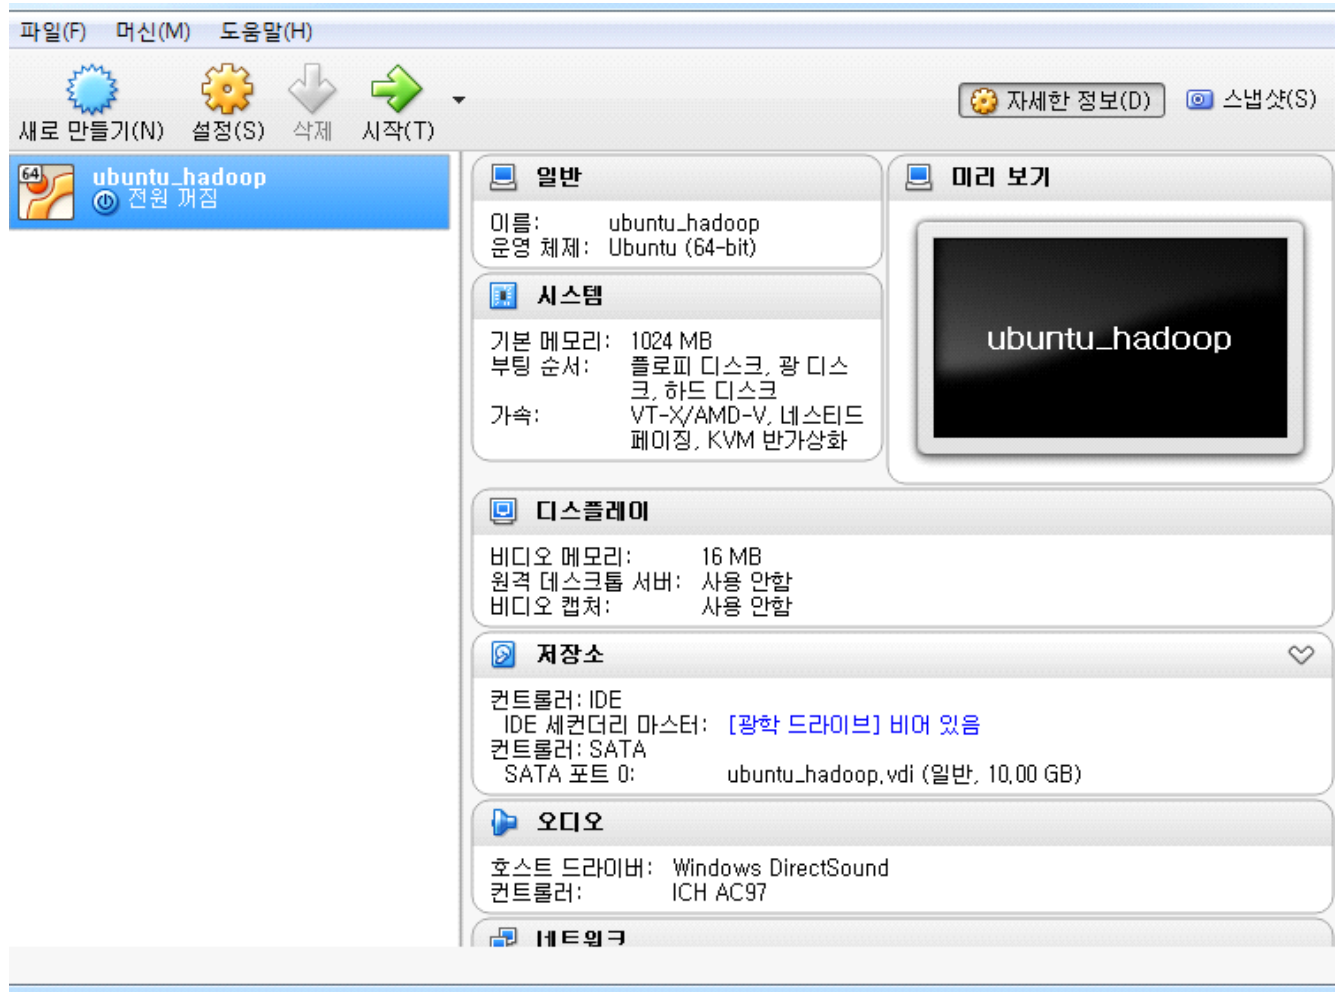 파일(F) 머신(M) 도움말(H)
새로 만들기(N) 설정(S) 삭제 시작(T) 자세한 정보(D) 스냅샷(S)
64 ubuntu_hadoop
전원 꺼짐
일반
이름: ubuntu_hadoop
운영 체제: Ubuntu (64-bit)
시스템
기본 메모리: 1024 MB
부팅 순서: 플로피 디스크, 광 디스
크, 하드 디스크
가속: VT-X/AMD-V, 네스티드
페이징, KVM 반가상화
미리 보기
ubuntu_hadoop
디스플레이
비디오 메모리: 16 MB
원격 데스크톱 서버: 사용 안함
비디오 캡처: 사용 안함
저장소
컨트롤러: IDE
IDE 세컨더리 마스터: [광학 드라이브] 비어 있음
컨트롤러: SATA
SATA 포트 0: ubuntu_hadoop.vdi (일반, 10.00 GB)
오디오
호스트 드라이버: Windows DirectSound
컨트롤러: ICH AC97
네트워크